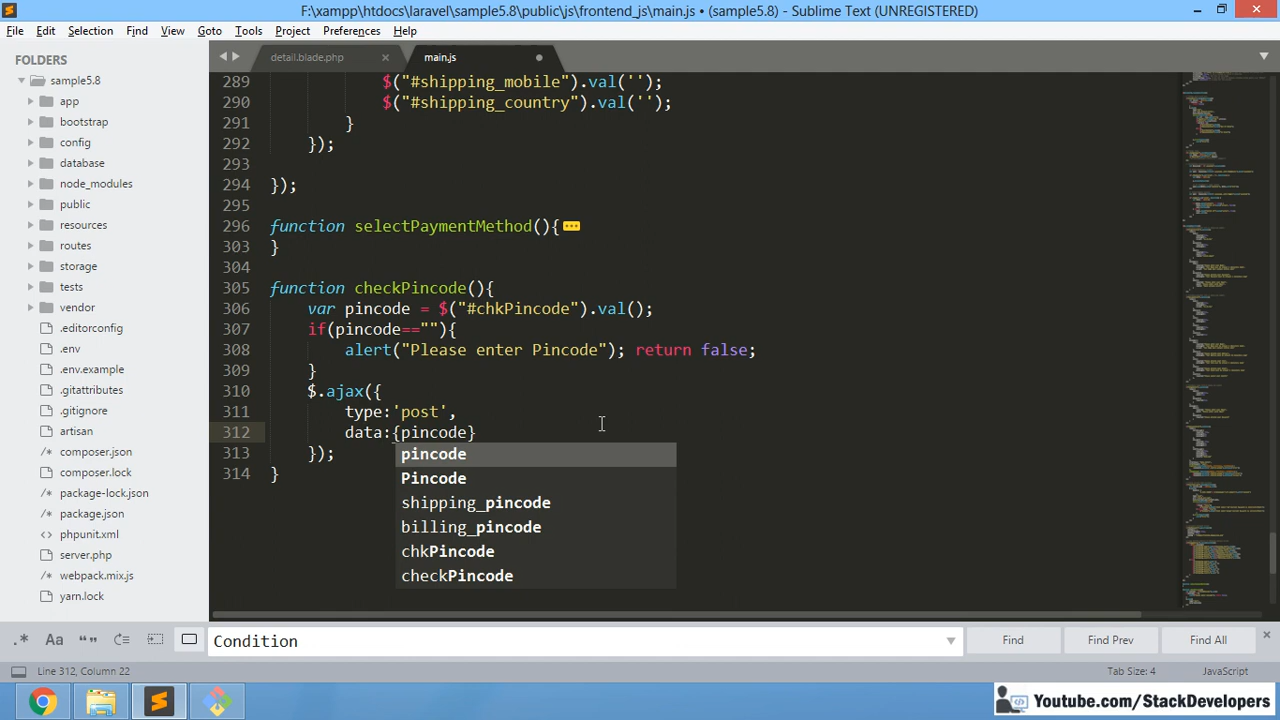 F:\xampp\htdocs\laravel\sample5.8\public\js\frontend_js\main.js • (sample5.8) - Sublime Text (UNREGISTERED)
File Edit Selection Find View Goto Tools Project Preferences Help
FOLDERS
sample5.8
app
bootstrap
config
database
node_modules
public
resources
routes
storage
tests
vendor
.editorconfig
.env
.env.example
.gitattributes
.gitignore
artisan
composer.json
composer.lock
package-lock.json
package.json
phpunit.xml
server.php
webpack.mix.js
yarn.lock
detail.blade.php main.js
289 $("#shipping_mobile").val('');
290 $("#shipping_country").val('');
291 }
292 });
293
294 });
295
296 function selectPaymentMethod(){
303 }
304
305 function checkPincode(){
306 var pincode = $("#chkPincode").val();
307 if(pincode==""){
308 alert("Please enter Pincode"); return false;
309 }
310 $.ajax({
311 type:'post',
312 data:{pincode}
313 });
314 }
pincode
Pincode
shipping_pincode
billing_pincode
chkPincode
checkPincode
.* Aa “” Condition Find Find Prev Find All
Line 312, Column 22 Tab Size: 4 JavaScript
Youtube.com/StackDevelopers